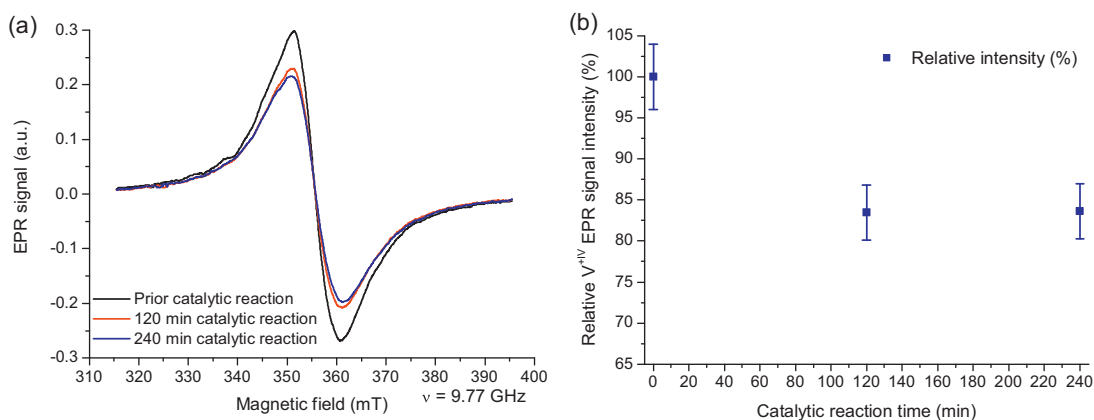 (a)
0.3
0.2
0.1
0.0
-0.1
-0.2
-0.3
EPR signal (a.u.)
Prior catalytic reaction
120 min catalytic reaction
240 min catalytic reaction
310 320 330 340 350 360 370 380 390 400
Magnetic field (mT)
ν = 9.77 GHz
(b)
105
100
95
90
85
80
75
70
65
Relative V+IV EPR signal intensity (%)
Relative intensity (%)
0 20 40 60 80 100 120 140 160 180 200 220 240
Catalytic reaction time (min)